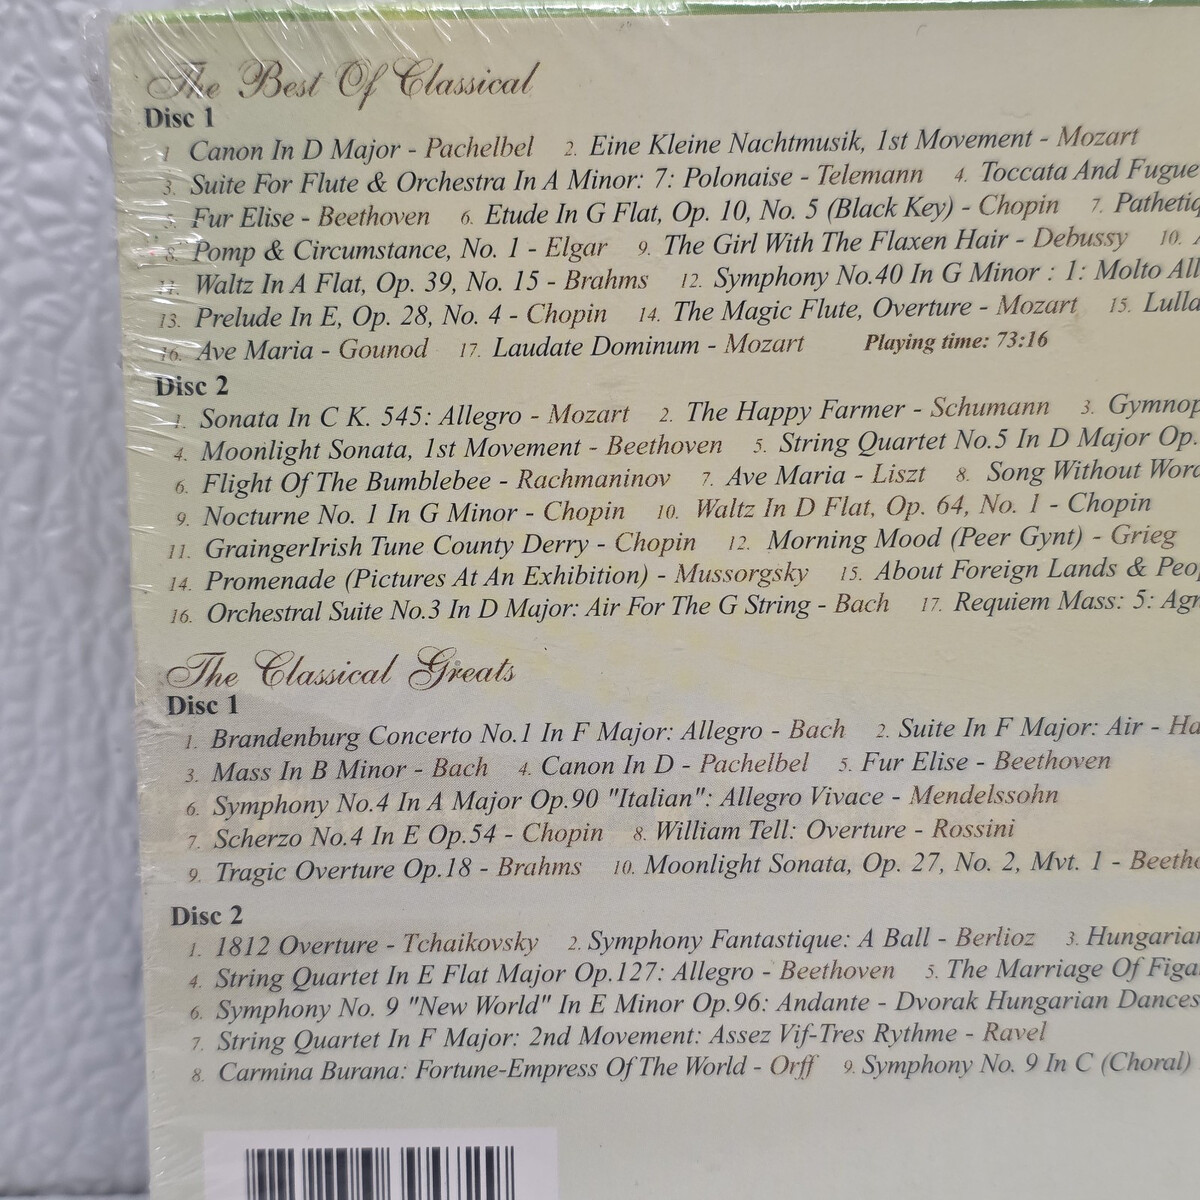 The Best Of Classical
Disc 1
1 Canon In D Major - Pachelbel 2. Eine Kleine Nachtmusik, 1st Movement - Mozart
3. Suite For Flute & Orchestra In A Minor: 7: Polonaise - Telemann 4. Toccata And Fugue
5. Fur Elise - Beethoven 6. Etude In G Flat, Op. 10, No. 5 (Black Key) - Chopin 7. Pathetiq
8. Pomp & Circumstance, No. 1 - Elgar 9. The Girl With The Flaxen Hair - Debussy 10.
11. Waltz In A Flat, Op. 39, No. 15 - Brahms 12. Symphony No.40 In G Minor : 1: Molto All
13. Prelude In E, Op. 28, No. 4 - Chopin 14. The Magic Flute, Overture - Mozart 15. Lulla
16. Ave Maria - Gounod 17. Laudate Dominum - Mozart Playing time: 73:16
Disc 2
1. Sonata In C K. 545: Allegro - Mozart 2. The Happy Farmer - Schumann 3. Gymnop
4. Moonlight Sonata, 1st Movement - Beethoven 5. String Quartet No.5 In D Major Op.
6. Flight Of The Bumblebee - Rachmaninov 7. Ave Maria - Liszt 8. Song Without Word
9. Nocturne No. 1 In G Minor - Chopin 10. Waltz In D Flat, Op. 64, No. 1 - Chopin
11. GraingerIrish Tune County Derry - Chopin 12. Morning Mood (Peer Gynt) - Grieg
14. Promenade (Pictures At An Exhibition) - Mussorgsky 15. About Foreign Lands & Peop
16. Orchestral Suite No.3 In D Major: Air For The G String - Bach 17. Requiem Mass: 5: Agn
The Classical Greats
Disc 1
1. Brandenburg Concerto No.1 In F Major: Allegro - Bach 2. Suite In F Major: Air - Ha
3. Mass In B Minor - Bach 4. Canon In D - Pachelbel 5. Fur Elise - Beethoven
6. Symphony No.4 In A Major Op.90 "Italian": Allegro Vivace - Mendelssohn
7. Scherzo No.4 In E Op.54 - Chopin 8. William Tell: Overture - Rossini
9. Tragic Overture Op.18 - Brahms 10. Moonlight Sonata, Op. 27, No. 2, Mvt. 1 - Beetho
Disc 2
1. 1812 Overture - Tchaikovsky 2. Symphony Fantastique: A Ball - Berlioz 3. Hungarian
4. String Quartet In E Flat Major Op.127: Allegro - Beethoven 5. The Marriage Of Figa
6. Symphony No. 9 "New World" In E Minor Op.96: Andante - Dvorak Hungarian Dances
7. String Quartet In F Major: 2nd Movement: Assez Vif-Tres Rythme - Ravel
8. Carmina Burana: Fortune-Empress Of The World - Orff 9. Symphony No. 9 In C (Choral)